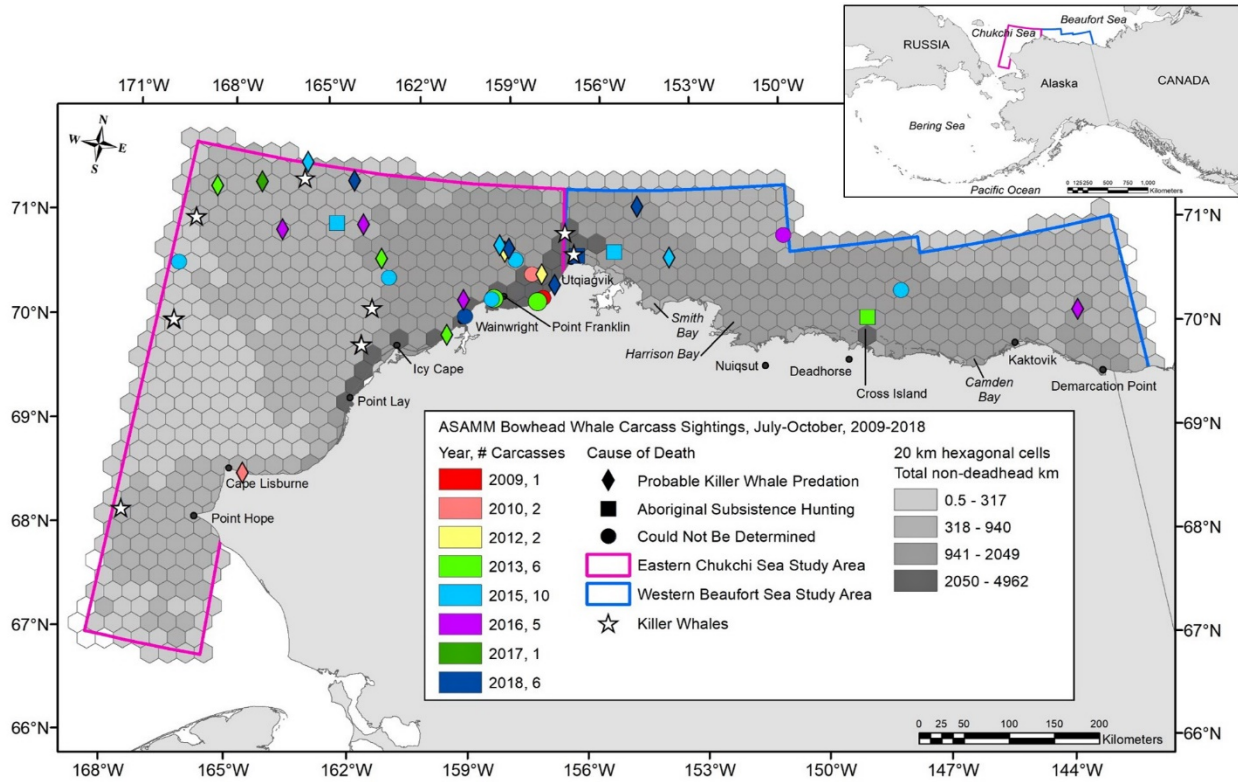 Beaufort Sea
Chukchi Sea
RUSSIA
Alaska
CANADA
Bering Sea
Pacific Ocean
0 125 250 500 750 1,000
Kilometers
171°W 168°W 165°W 162°W 159°W 156°W 153°W 150°W
N
W E
S
71°N 71°N
70°N 70°N
69°N 69°N
68°N 68°N
67°N 67°N
66°N 66°N
Utqiaġvik
Wainwright
Point Franklin
Smith Bay
Harrison Bay
Icy Cape
Nuiqsut
Deadhorse
Cross Island
Camden Bay
Kaktovik
Demarcation Point
Point Lay
Cape Lisburne
Point Hope
ASAMM Bowhead Whale Carcass Sightings, July-October, 2009-2018
Year, # Carcasses
2009, 1
2010, 2
2012, 2
2013, 6
2015, 10
2016, 5
2017, 1
2018, 6
Cause of Death
Probable Killer Whale Predation
Aboriginal Subsistence Hunting
Could Not Be Determined
Eastern Chukchi Sea Study Area
Western Beaufort Sea Study Area
Killer Whales
20 km hexagonal cells
Total non-deadhead km
0.5 - 317
318 - 940
941 - 2049
2050 - 4962
0 25 50 100 150 200
Kilometers
168°W 165°W 162°W 159°W 156°W 153°W 150°W 147°W 144°W